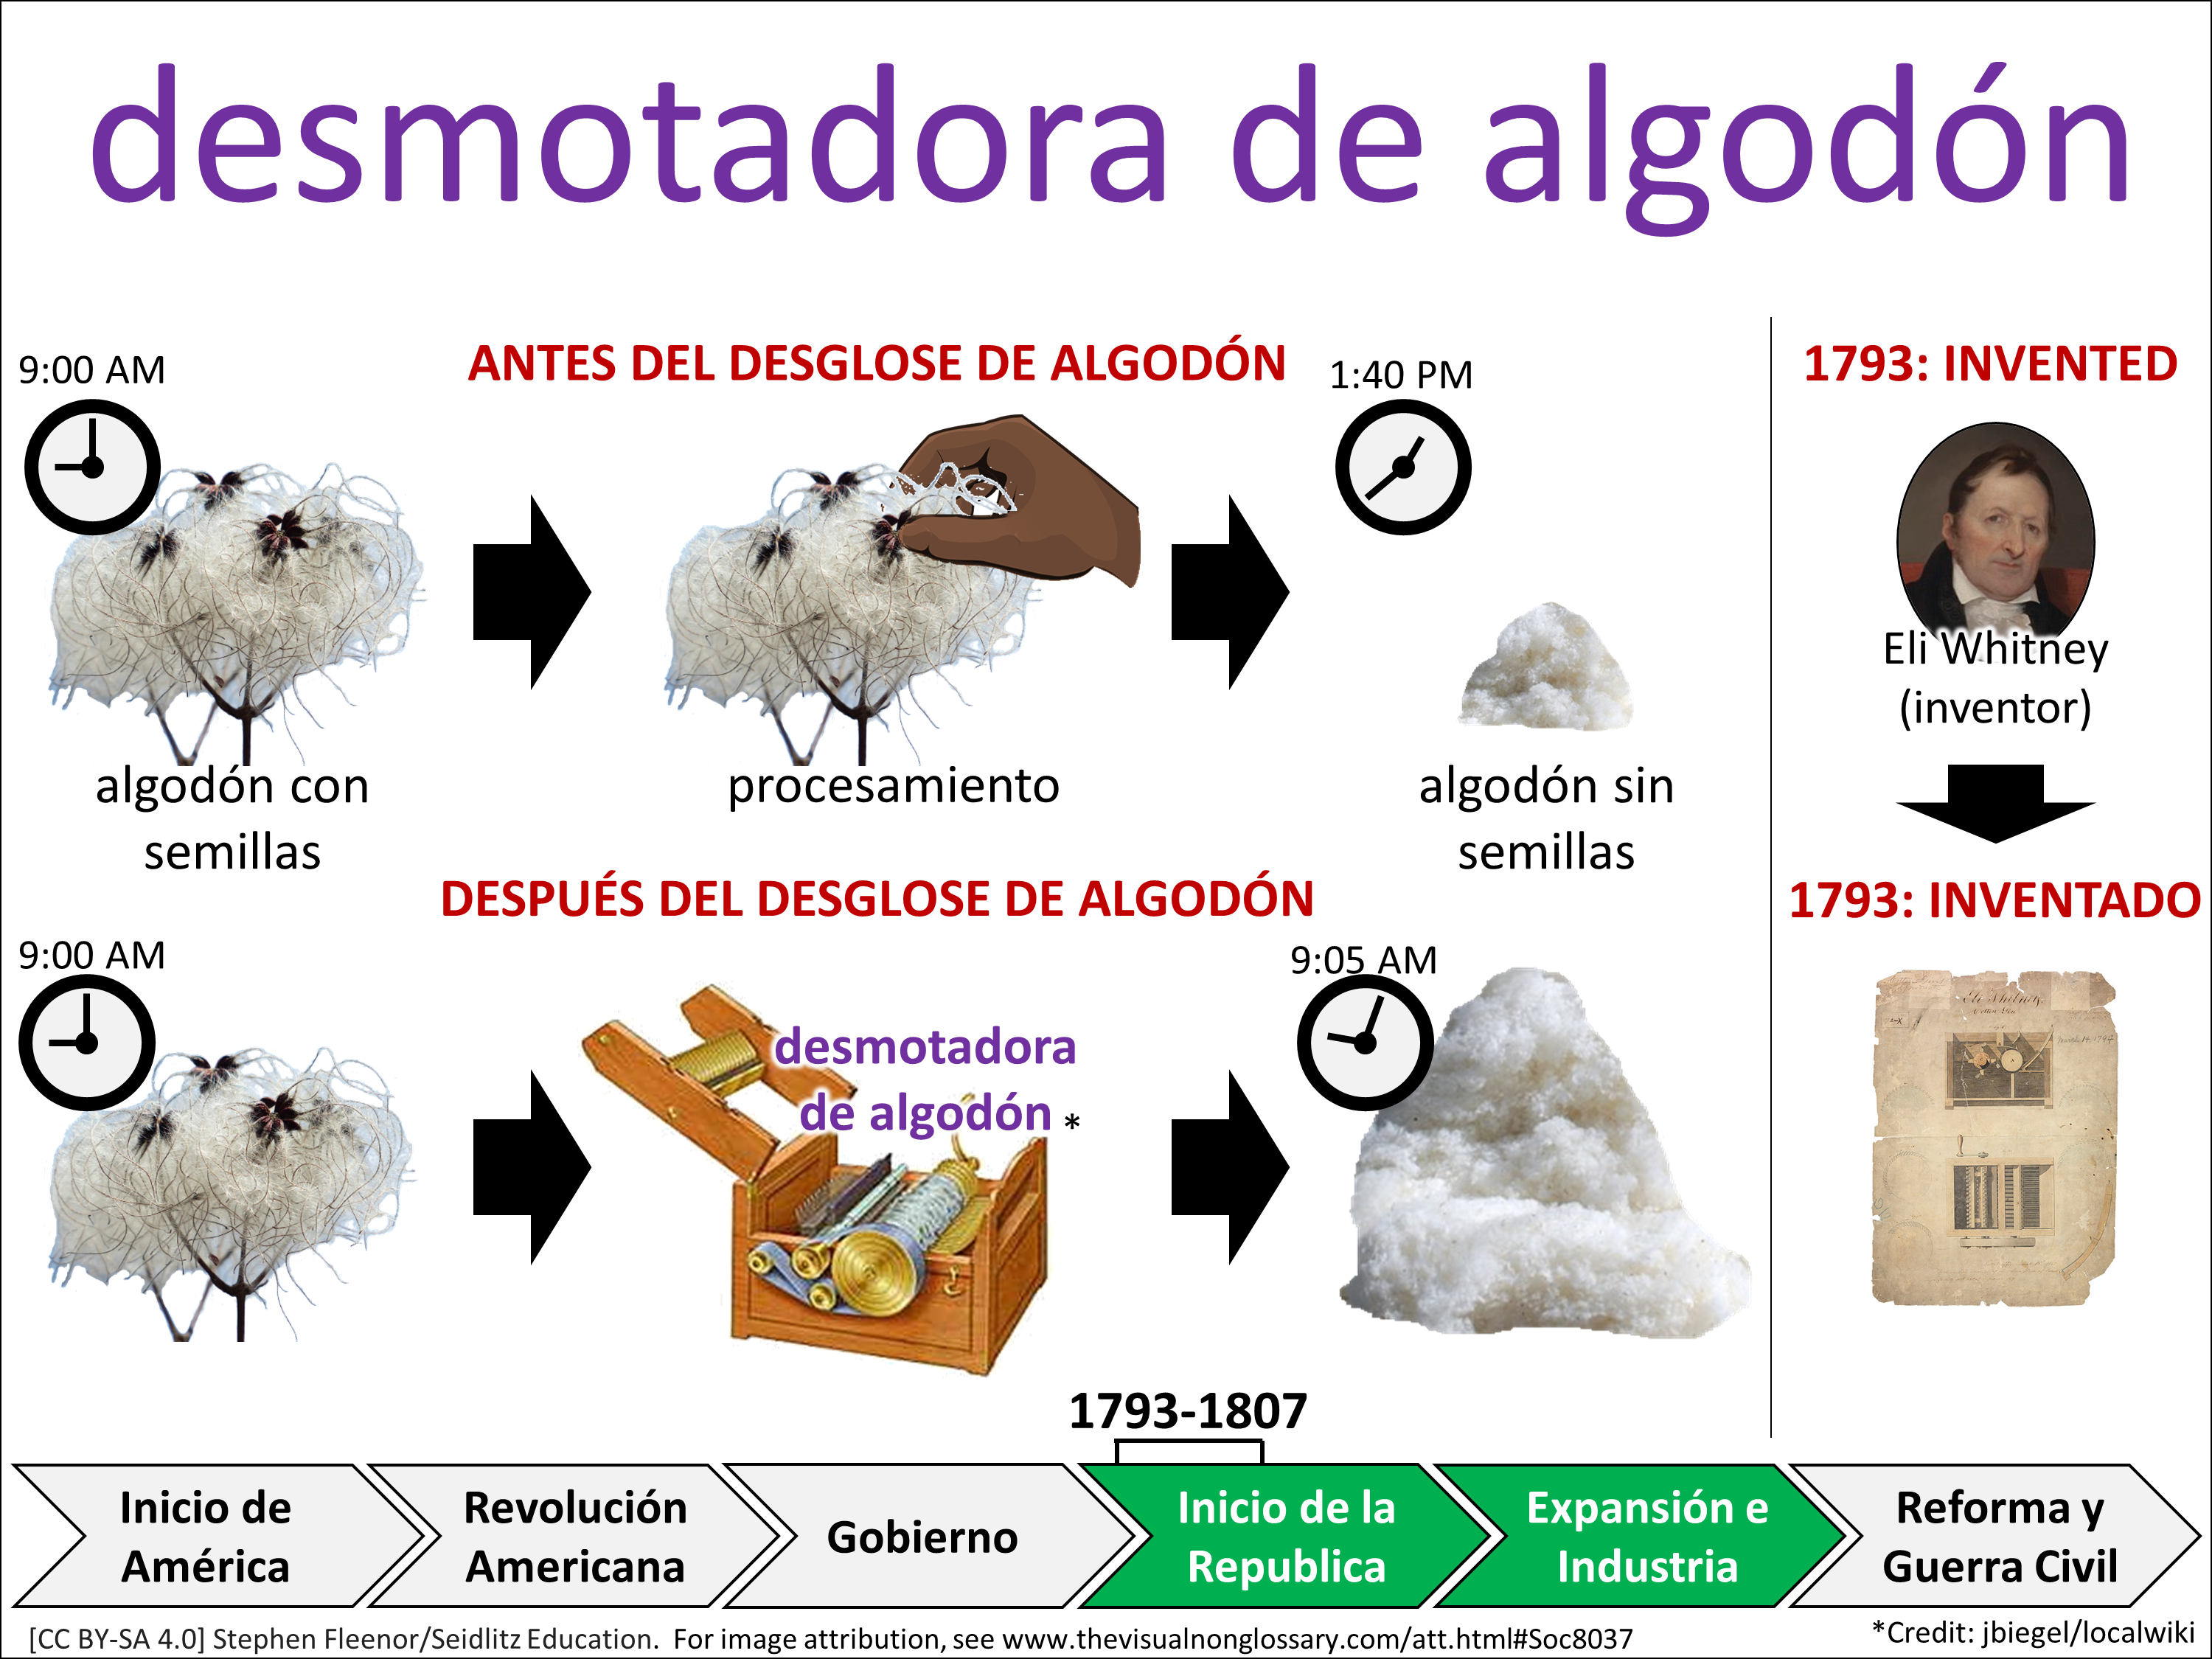 desmotadora de algodón
ANTES DEL DESGLOSE DE ALGODÓN
9:00 AM
1:40 PM
algodón con
semillas
procesamiento
algodón sin
semillas
DESPUÉS DEL DESGLOSE DE ALGODÓN
9:00 AM
desmotadora
de algodón *
9:05 AM
1793: INVENTED
Eli Whitney
(inventor)
1793: INVENTADO
Eli Whitney
Cotton Gin
1793-1807
Inicio de
América
Revolución
Americana
Gobierno
Inicio de la
Republica
Expansión e
Industria
Reforma y
Guerra Civil
[CC BY-SA 4.0] Stephen Fleenor/Seidlitz Education. For image attribution, see www.thevisualnonglossary.com/att.html#Soc8037
*Credit: jbiegel/localwiki